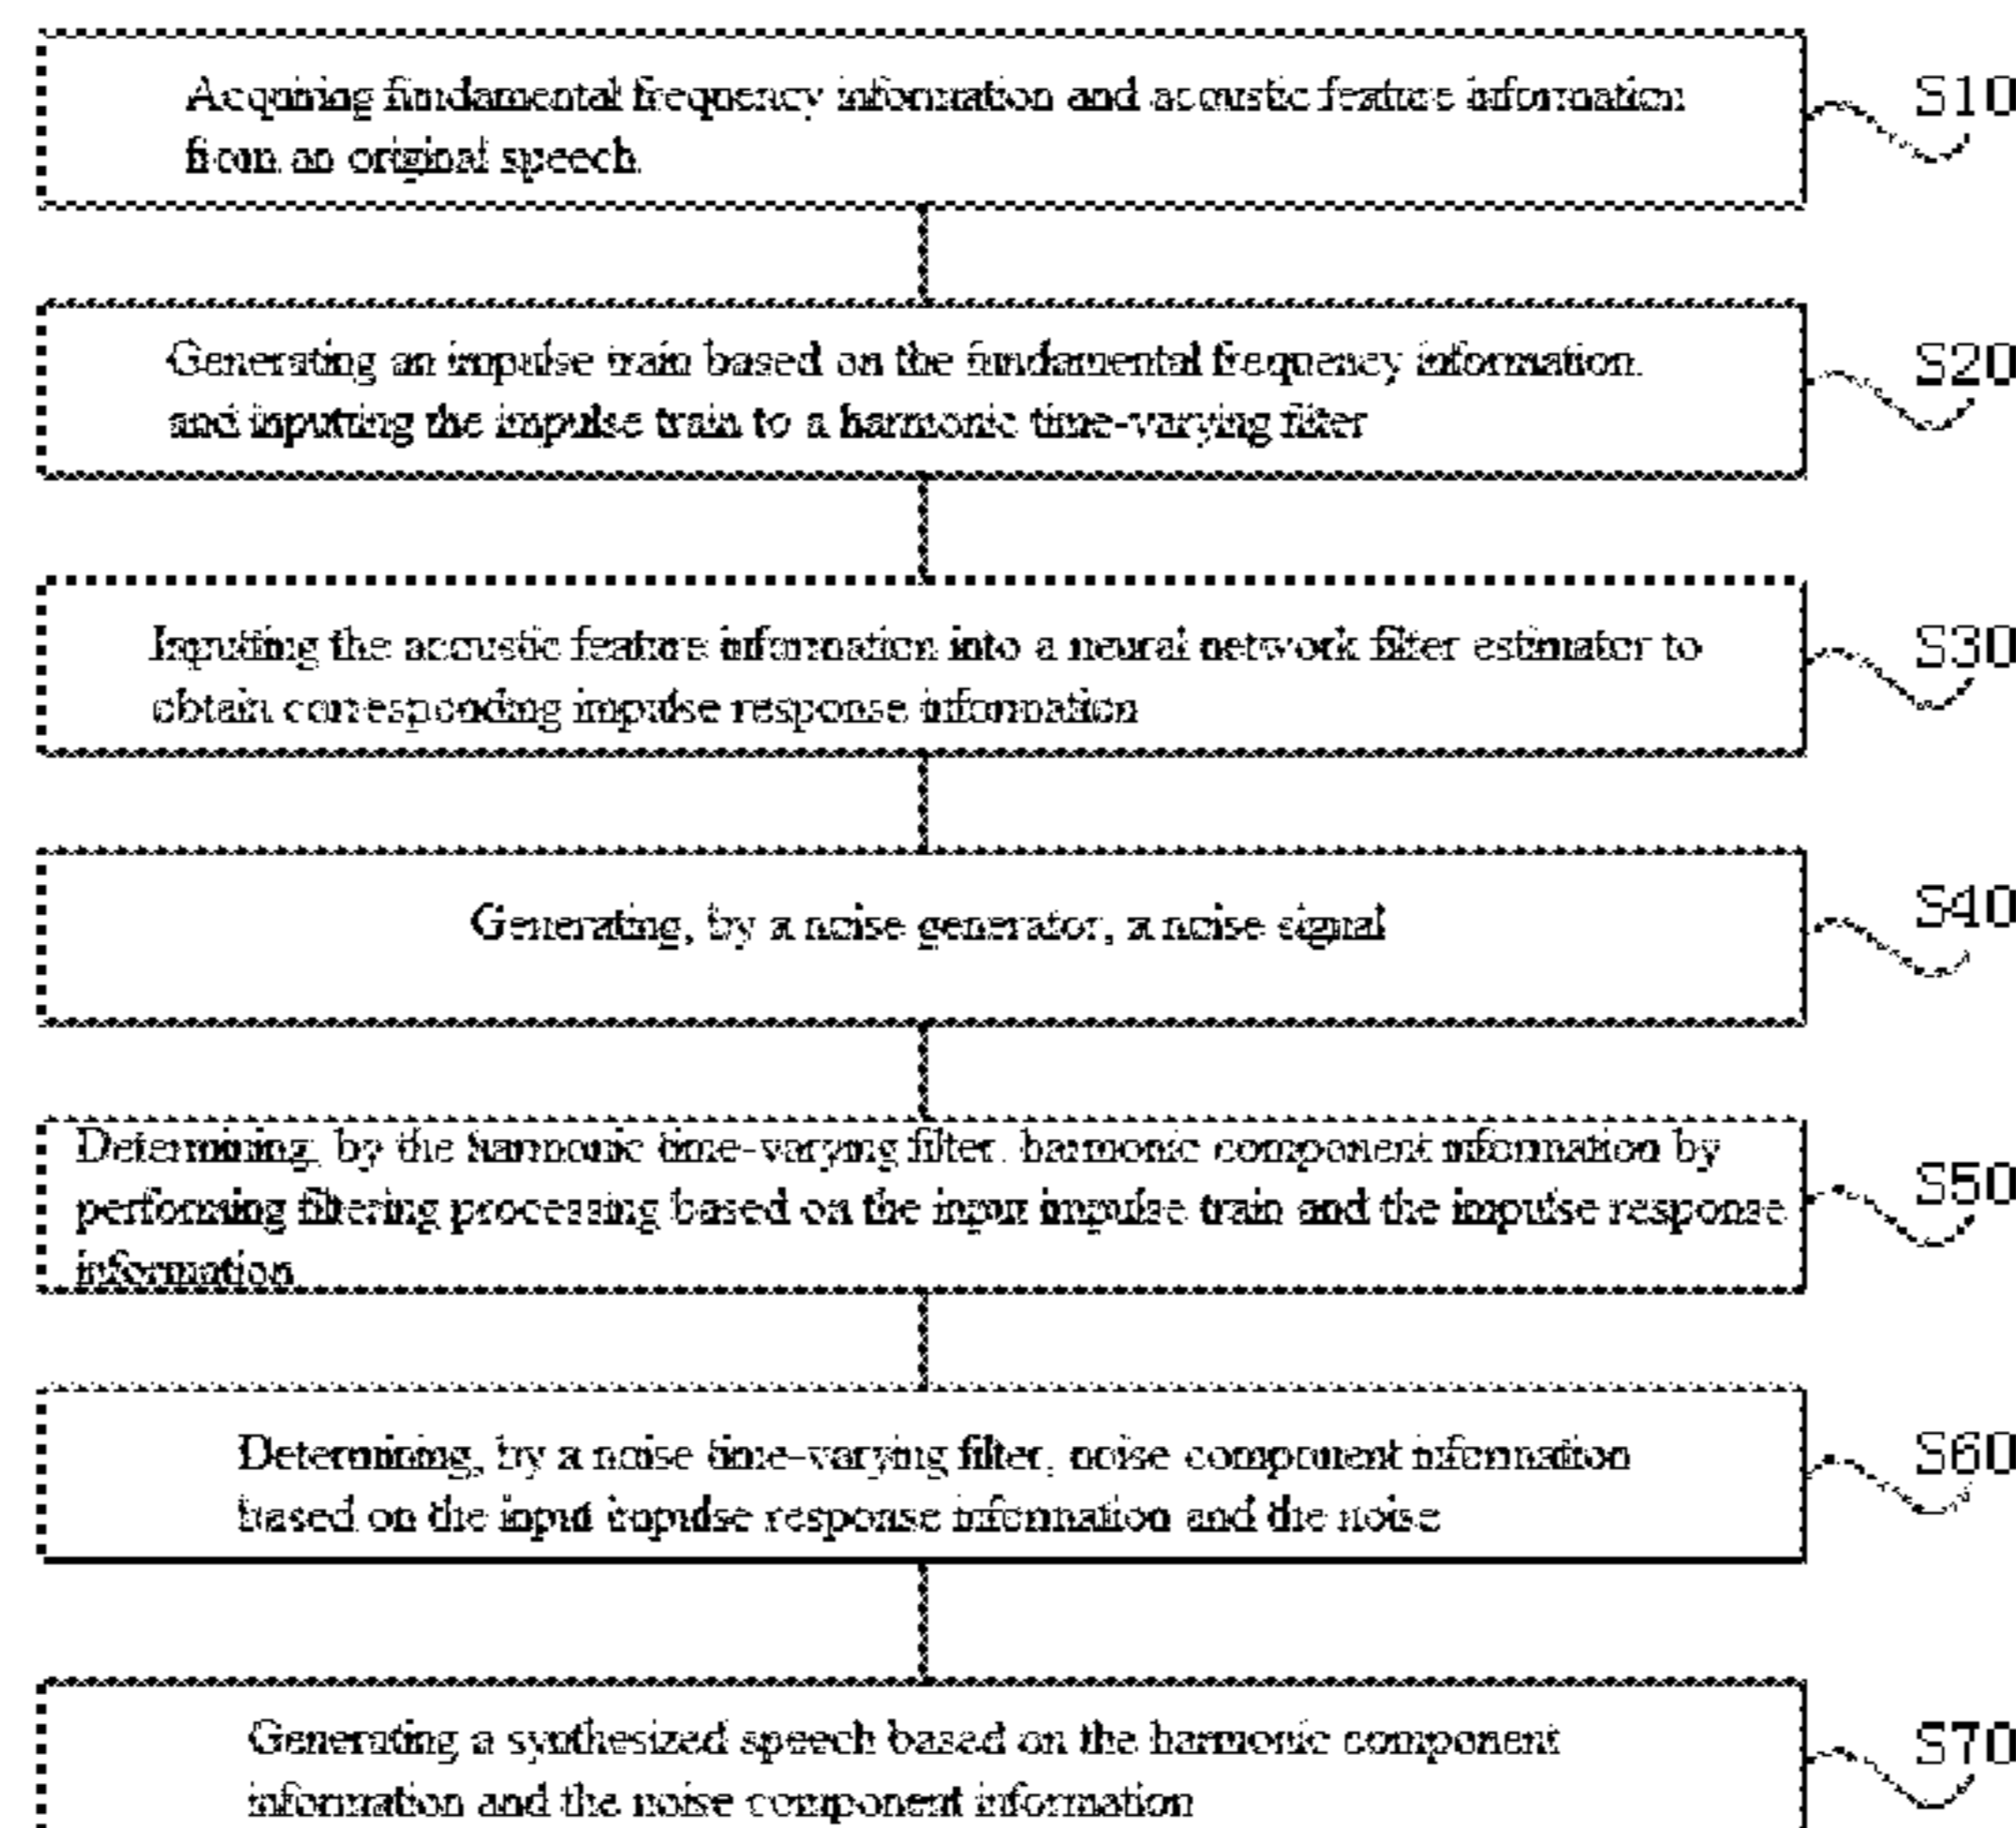 Acquiring fundamental frequency information and acoustic feature information
from an original speech
S10
Generating an impulse train based on the fundamental frequency information
and inputting the impulse train to a harmonic time-varying filter
S20
Inputting the acoustic feature information into a neural network filter estimator to
obtain corresponding impulse response information
S30
Generating, by a noise generator, a noise signal
S40
Determining, by the harmonic time-varying filter, harmonic component information by
performing filtering processing based on the input impulse train and the impulse response
information
S50
Determining, by a noise time-varying filter, noise component information
based on the input impulse response information and the noise
S60
Generating a synthesized speech based on the harmonic component
information and the noise component information
S70